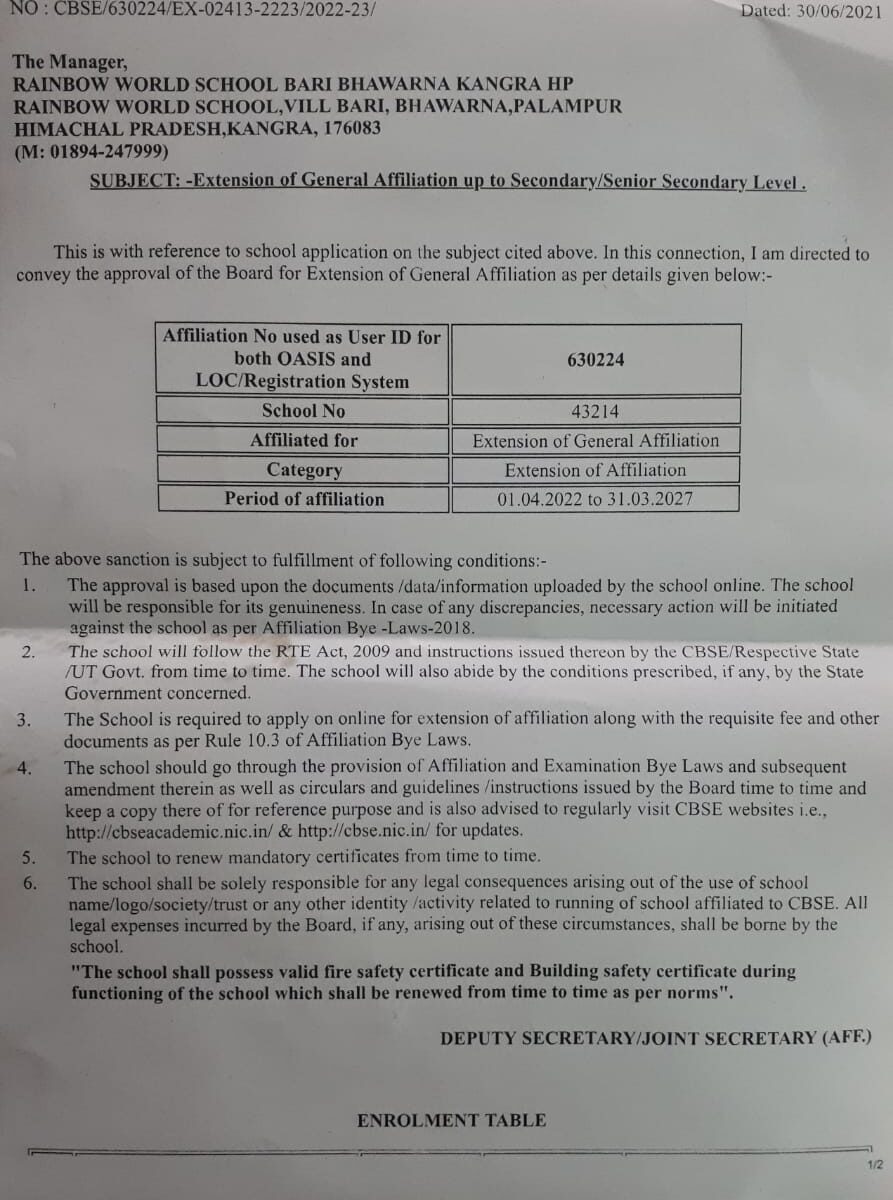 NO : CBSE/630224/EX-02413-2223/2022-23/
Dated: 30/06/2021
The Manager,
RAINBOW WORLD SCHOOL BARI BHAWARNA KANGRA HP
RAINBOW WORLD SCHOOL,VILL BARI, BHAWARNA,PALAMPUR
HIMACHAL PRADESH,KANGRA, 176083
(M: 01894-247999)
SUBJECT: -Extension of General Affiliation up to Secondary/Senior Secondary Level .
This is with reference to school application on the subject cited above. In this connection, I am directed to
convey the approval of the Board for Extension of General Affiliation as per details given below:-
Affiliation No used as User ID for
both OASIS and
LOC/Registration System
630224
School No
43214
Affiliated for
Extension of General Affiliation
Category
Extension of Affiliation
Period of affiliation
01.04.2022 to 31.03.2027
The above sanction is subject to fulfillment of following conditions:-
1. The approval is based upon the documents /data/information uploaded by the school online. The school
will be responsible for its genuineness. In case of any discrepancies, necessary action will be initiated
against the school as per Affiliation Bye -Laws-2018.
2. The school will follow the RTE Act, 2009 and instructions issued thereon by the CBSE/Respective State
/UT Govt. from time to time. The school will also abide by the conditions prescribed, if any, by the State
Government concerned.
3. The School is required to apply on online for extension of affiliation along with the requisite fee and other
documents as per Rule 10.3 of Affiliation Bye Laws.
4. The school should go through the provision of Affiliation and Examination Bye Laws and subsequent
amendment therein as well as circulars and guidelines /instructions issued by the Board time to time and
keep a copy there of for reference purpose and is also advised to regularly visit CBSE websites i.e.,
http://cbseacademic.nic.in/ & http://cbse.nic.in/ for updates.
5. The school to renew mandatory certificates from time to time.
6. The school shall be solely responsible for any legal consequences arising out of the use of school
name/logo/society/trust or any other identity /activity related to running of school affiliated to CBSE. All
legal expenses incurred by the Board, if any, arising out of these circumstances, shall be borne by the
school.
"The school shall possess valid fire safety certificate and Building safety certificate during
functioning of the school which shall be renewed from time to time as per norms".
DEPUTY SECRETARY/JOINT SECRETARY (AFF.)
ENROLMENT TABLE
1/2